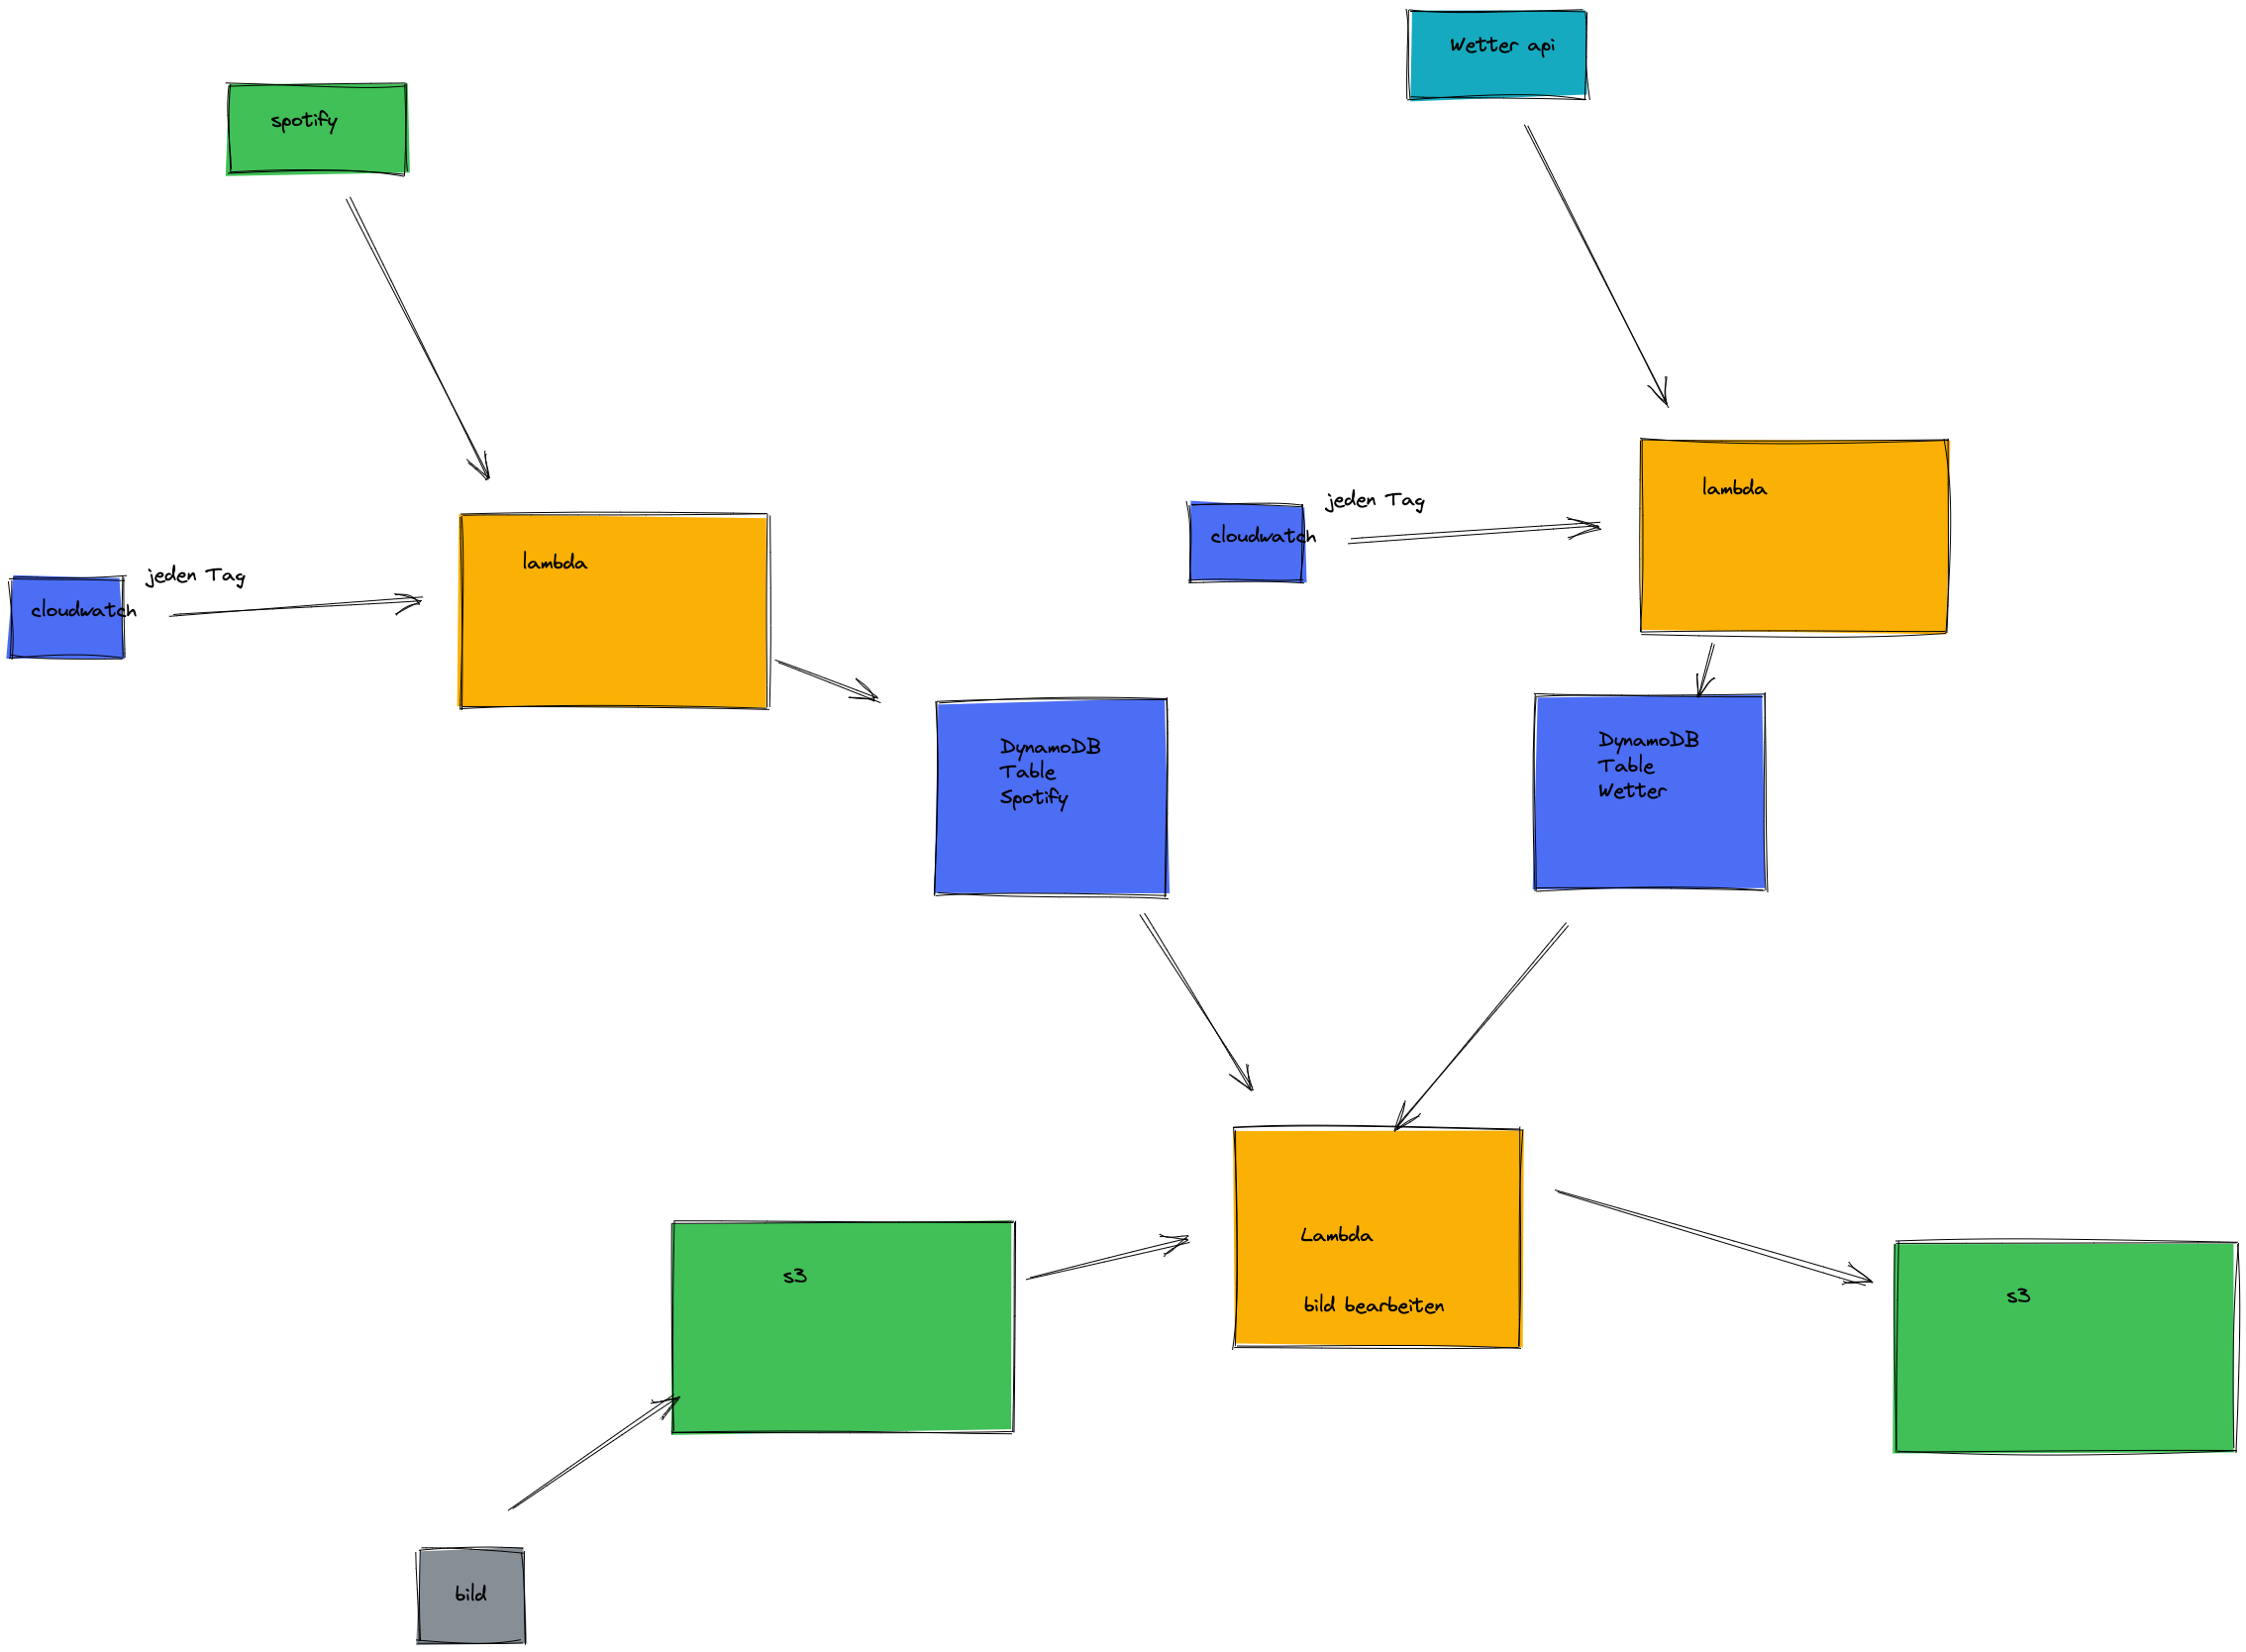 Wetter api
spotify
lambda
jeden Tag
cloudwatch
lambda
jeden Tag
cloudwatch
DynamoDB
Table
Wetter
DynamoDB
Table
Spotify
Lambda
bild bearbeiten
s3
s3
bild